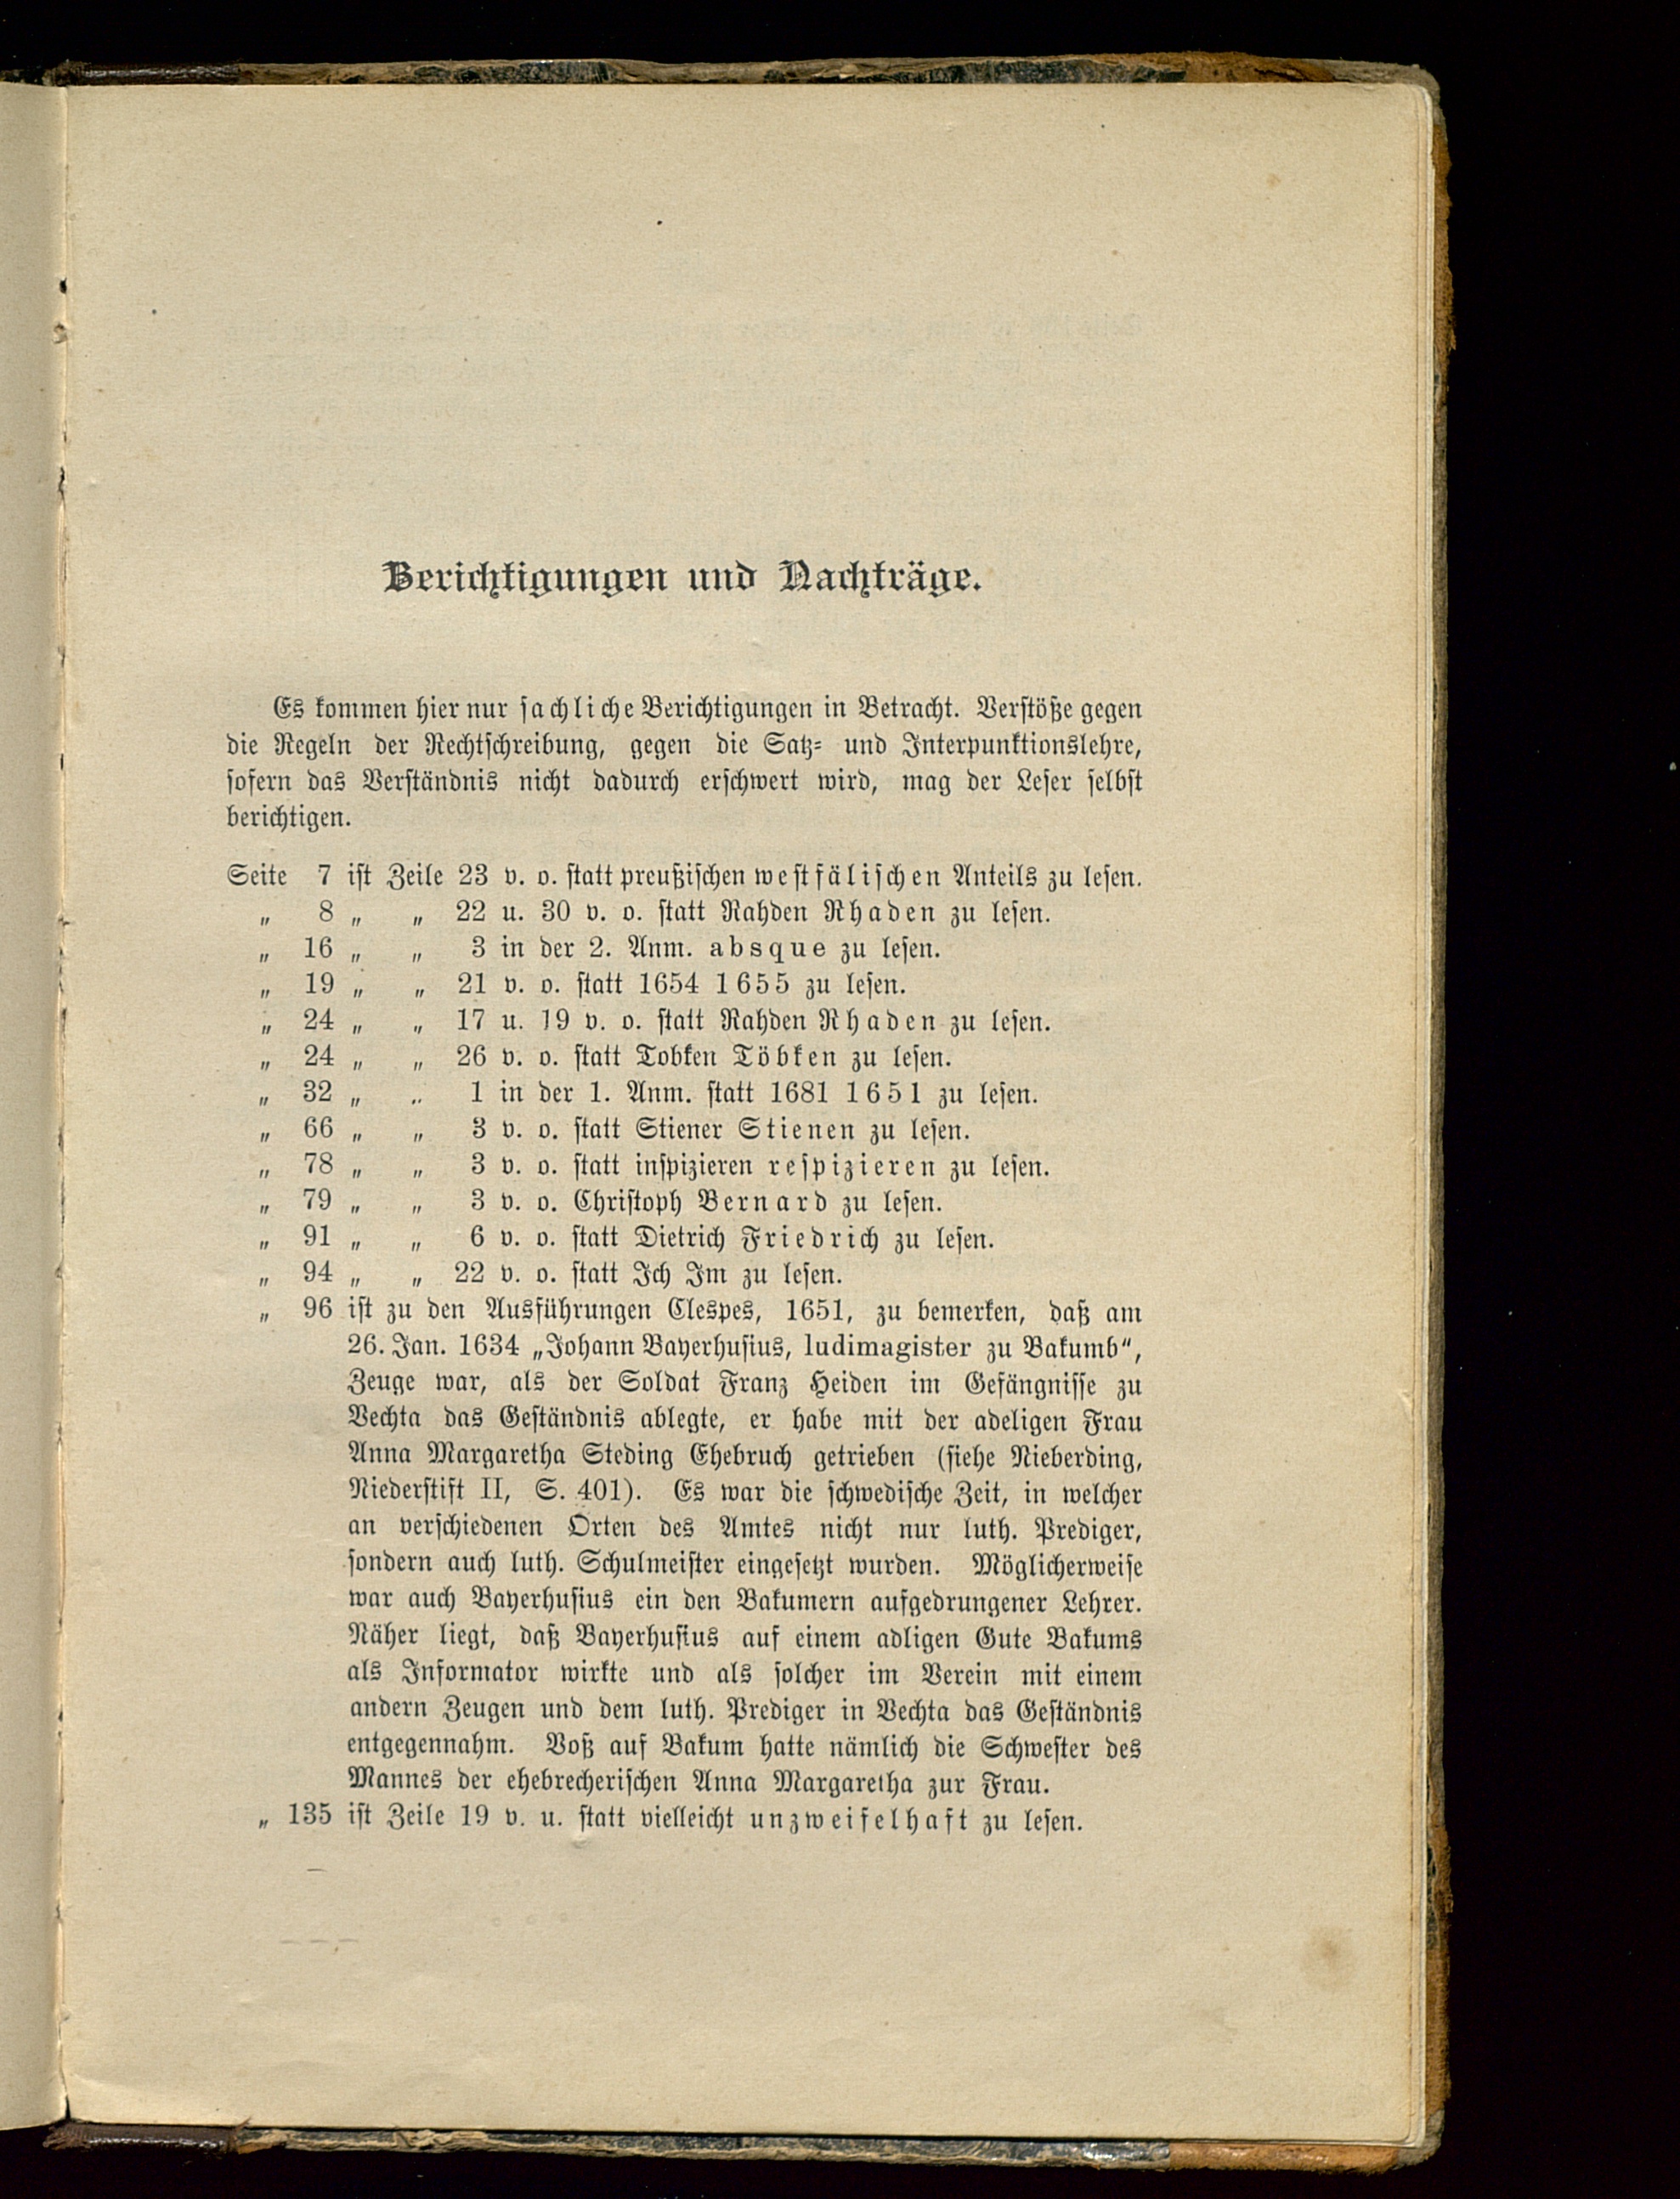 Berichtigungen und Nachträge.
Es kommen hier nur sachliche Berichtigungen in Betracht. Verstöße gegen
die Regeln der Rechtschreibung, gegen die Satz- und Interpunktionslehre,
sofern das Verständnis nicht dadurch erschwert wird, mag der Leser selbst
berichtigen.
Seite 7 ist Zeile 23 v. o. statt preußischen westfälischen Anteils zu lesen.
„ 8 „ „ 22 u. 30 v. o. statt Rahden Rhaden zu lesen.
„ 16 „ „ 3 in der 2. Anm. absque zu lesen.
„ 19 „ „ 21 v. o. statt 1654 1655 zu lesen.
„ 24 „ „ 17 u. 19 v. o. statt Rahden Rhaden zu lesen.
„ 24 „ „ 26 v. o. statt Tobken Töbken zu lesen.
„ 32 „ „ 1 in der 1. Anm. statt 1681 1651 zu lesen.
„ 66 „ „ 3 v. o. statt Stiener Stienen zu lesen.
„ 78 „ „ 3 v. o. statt inspizieren respizieren zu lesen.
„ 79 „ „ 3 v. o. Christoph Bernard zu lesen.
„ 91 „ „ 6 v. o. statt Dietrich Friedrich zu lesen.
„ 94 „ „ 22 v. o. statt Ich Im zu lesen.
„ 96 ist zu den Ausführungen Clespes, 1651, zu bemerken, daß am
26. Jan. 1634 „Johann Bayerhusius, ludimagister zu Bakumb“,
Zeuge war, als der Soldat Franz Heiden im Gefängnisse zu
Vechta das Geständnis ablegte, er habe mit der adeligen Frau
Anna Margaretha Steding Ehebruch getrieben (siehe Nieberding,
Niederstift II, S. 401). Es war die schwedische Zeit, in welcher
an verschiedenen Orten des Amtes nicht nur luth. Prediger,
sondern auch luth. Schulmeister eingesetzt wurden. Möglicherweise
war auch Bayerhusius ein den Bakumern aufgedrungener Lehrer.
Näher liegt, daß Bayerhusius auf einem adligen Gute Bakums
als Informator wirkte und als solcher im Verein mit einem
andern Zeugen und dem luth. Prediger in Vechta das Geständnis
entgegennahm. Voß auf Bakum hatte nämlich die Schwester des
Mannes der ehebrecherischen Anna Margaretha zur Frau.
„ 135 ist Zeile 19 v. u. statt vielleicht unzweifelhaft zu lesen.